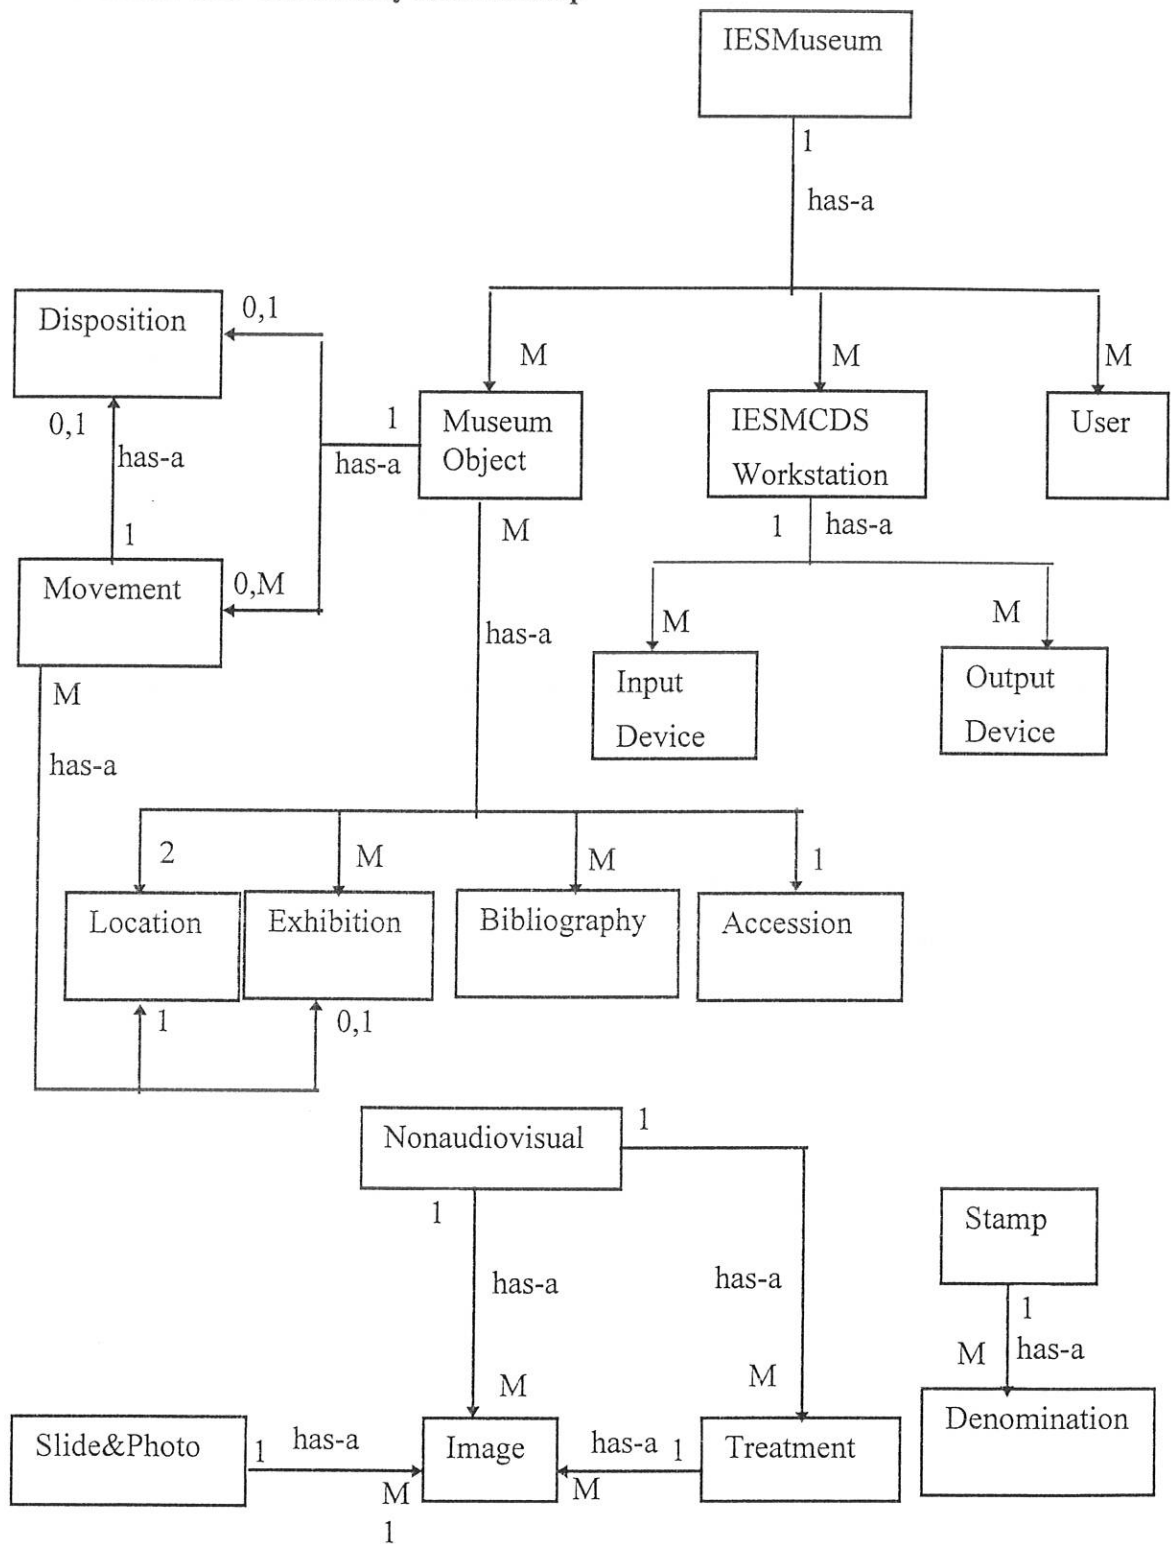 IESMuseum
1
has-a
Disposition
0,1
M
M
M
0,1
has-a
1
has-a
Museum
Object
IESMCDS
Workstation
User
1
M
1
has-a
Movement
0,M
has-a
M
M
M
has-a
Input
Device
Output
Device
2
M
M
1
Location
Exhibition
Bibliography
Accession
1
0,1
Nonaudiovisual
1
1
Stamp
has-a
has-a
1
M
has-a
M
M
Denomination
Slide&Photo
1
has-a
Image
has-a
1
Treatment
M
M
1